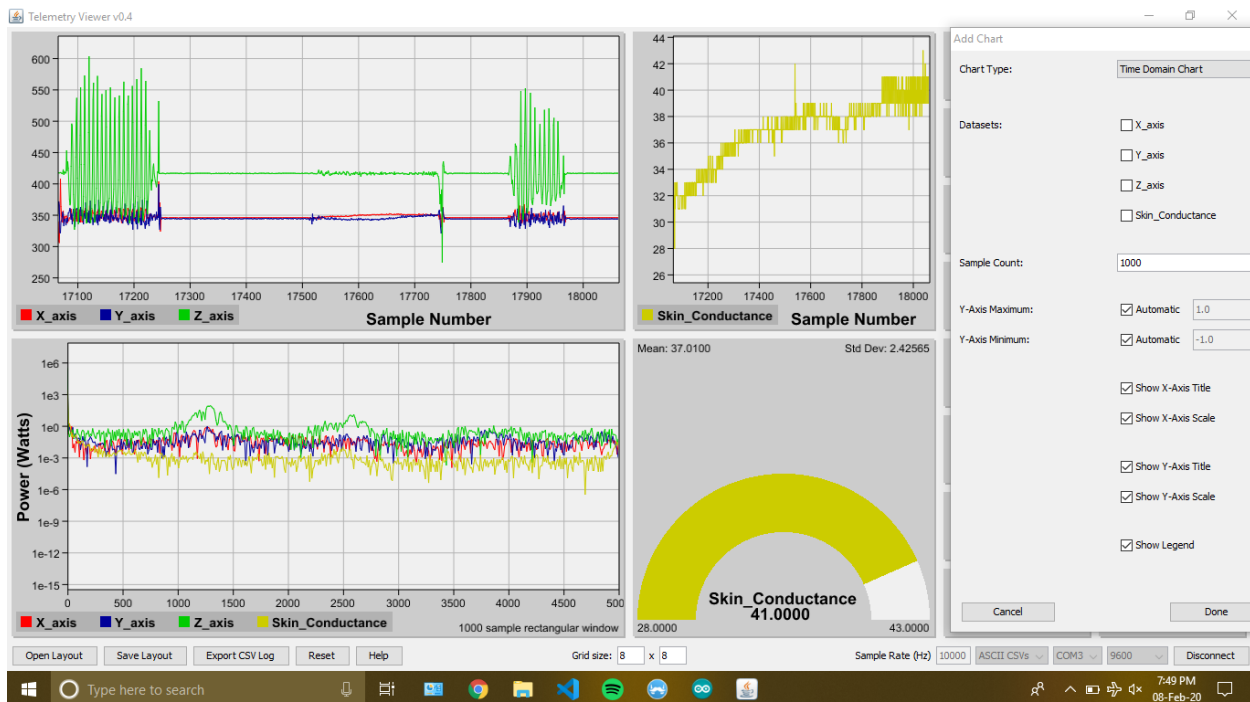 Telemetry Viewer v0.4
600
550
500
450
400
350
300
250
17100 17200 17300 17400 17500 17600 17700 17800 17900 18000
X_axis Y_axis Z_axis Sample Number
44
42
40
38
36
34
32
30
28
26
17200 17400 17600 17800 18000
Skin_Conductance Sample Number
Power (Watts)
1e6
1e3
1e0
1e-3
1e-6
1e-9
1e-12
1e-15
0 500 1000 1500 2000 2500 3000 3500 4000 4500 500
X_axis Y_axis Z_axis Skin_Conductance 1000 sample rectangular window
Mean: 37.0100 Std Dev: 2.42565
Skin_Conductance
41.0000
28.0000 43.0000
Add Chart
Chart Type: Time Domain Chart
Datasets: X_axis
Y_axis
Z_axis
Skin_Conductance
Sample Count: 1000
Y-Axis Maximum: Automatic 1.0
Y-Axis Minimum: Automatic -1.0
Show X-Axis Title
Show X-Axis Scale
Show Y-Axis Title
Show Y-Axis Scale
Show Legend
Cancel Done
Open Layout Save Layout Export CSV Log Reset Help Grid size: 8 x 8 Sample Rate (Hz) 10000 ASCII CSVs COM3 9600 Disconnect
Type here to search
7:49 PM
08-Feb-20